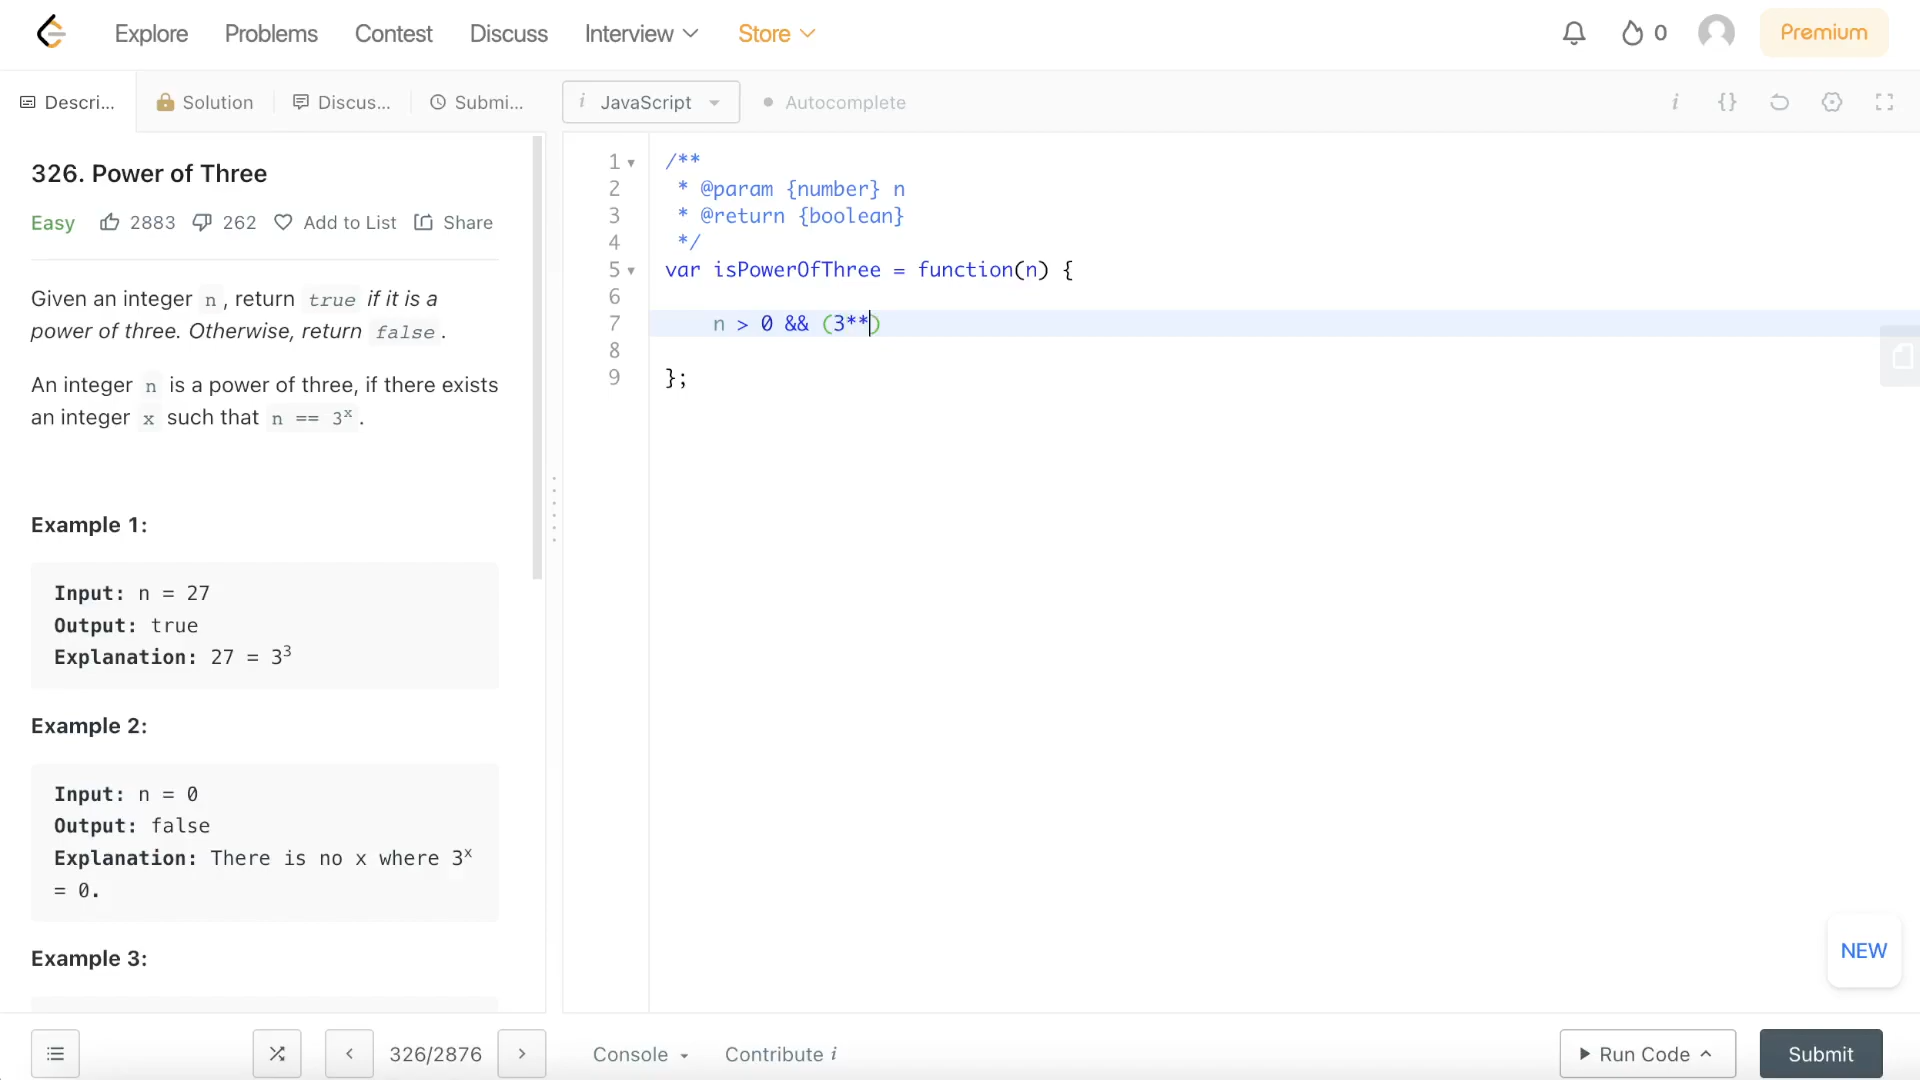 Explore Problems Contest Discuss Interview Store 0 Premium
Descri... Solution Discus... Submi... i JavaScript Autocomplete i {}
326. Power of Three
Easy 2883 262 Add to List Share
Given an integer n, return true if it is a
power of three. Otherwise, return false.
An integer n is a power of three, if there exists
an integer x such that n == 3ˣ.
Example 1:
Input: n = 27
Output: true
Explanation: 27 = 3³
Example 2:
Input: n = 0
Output: false
Explanation: There is no x where 3ˣ
= 0.
Example 3:
1 /**
2 * @param {number} n
3 * @return {boolean}
4 */
5 var isPowerOfThree = function(n) {
6
7 n > 0 && (3**)
8
9 };
NEW
326/2876 Console Contribute i Run Code Submit